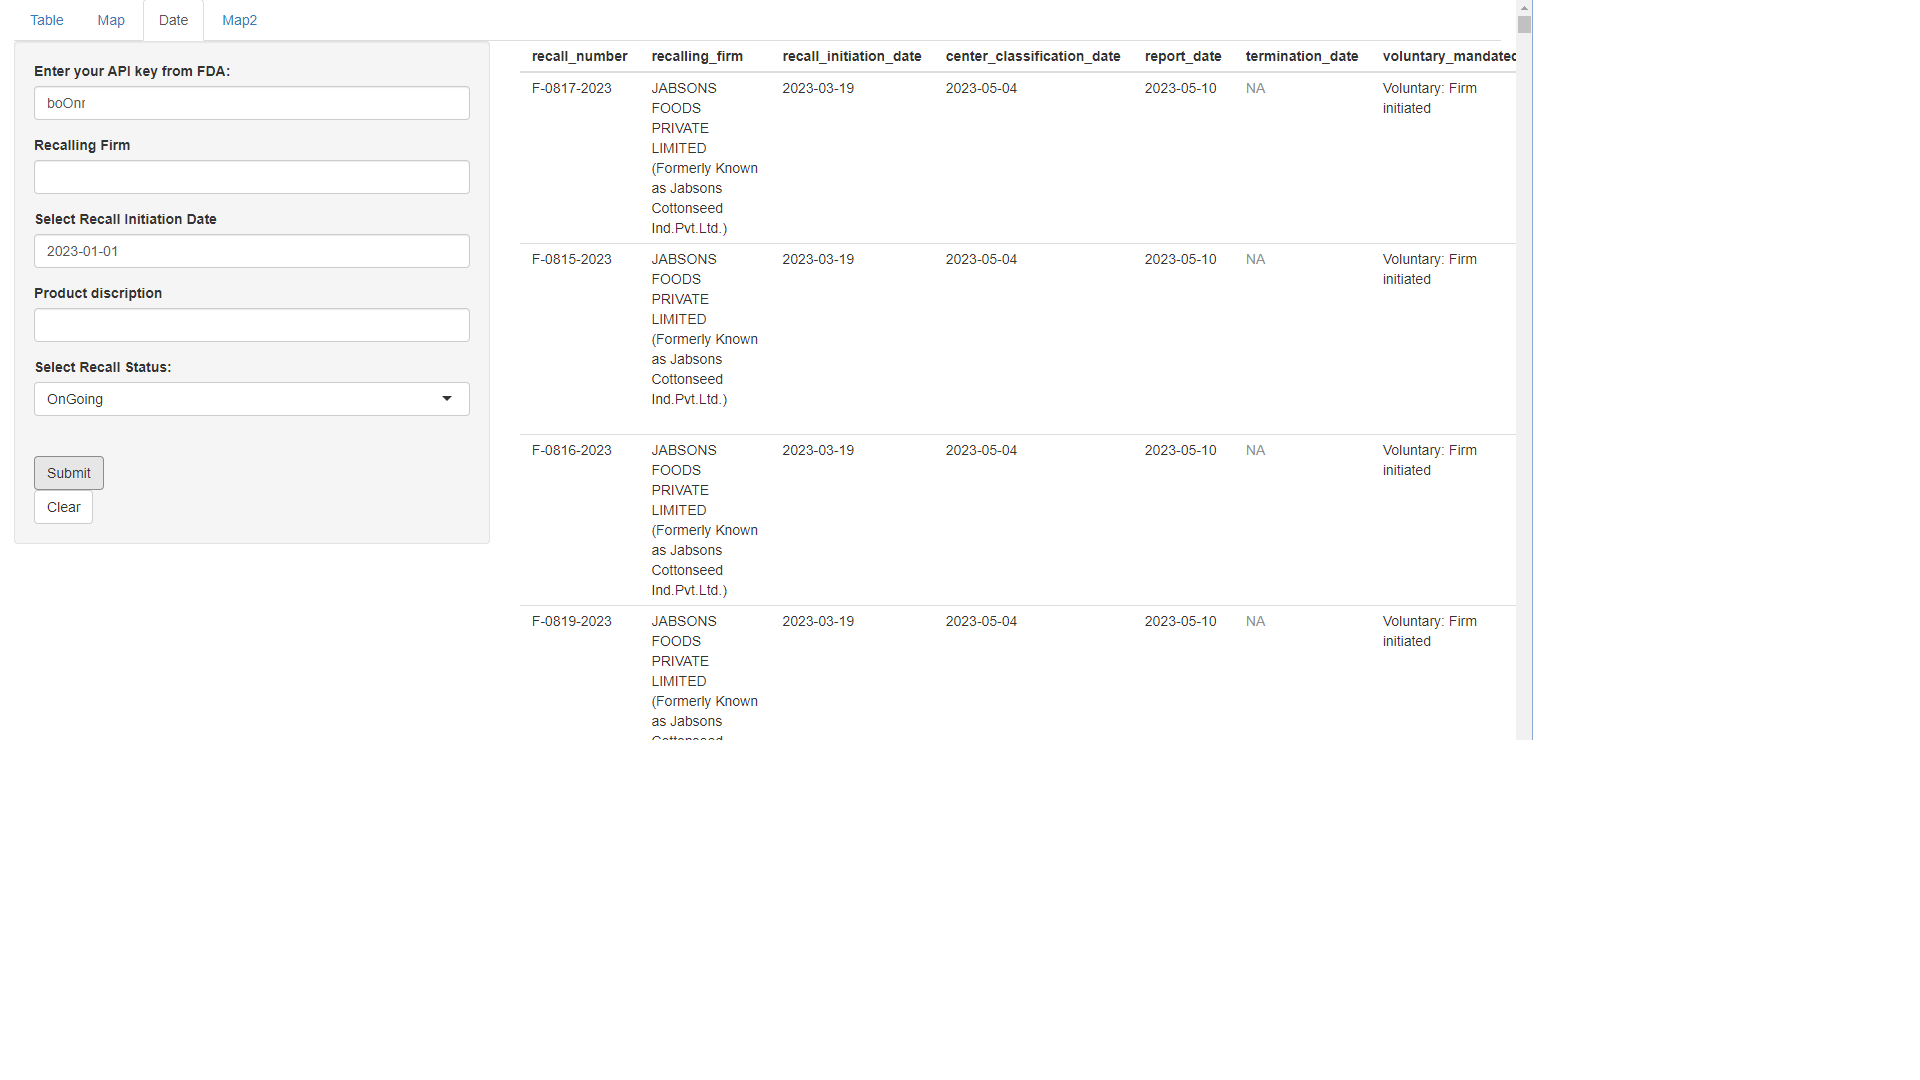 Table Map Date Map2
Enter your API key from FDA:
boOnr
Recalling Firm
Select Recall Initiation Date
2023-01-01
Product discription
Select Recall Status:
OnGoing
Submit
Clear
recall_number recalling_firm recall_initiation_date center_classification_date report_date termination_date voluntary_mandated
F-0817-2023 JABSONS 2023-03-19 2023-05-04 2023-05-10 NA Voluntary: Firm
FOODS initiated
PRIVATE
LIMITED
(Formerly Known
as Jabsons
Cottonseed
Ind.Pvt.Ltd.)
F-0815-2023 JABSONS 2023-03-19 2023-05-04 2023-05-10 NA Voluntary: Firm
FOODS initiated
PRIVATE
LIMITED
(Formerly Known
as Jabsons
Cottonseed
Ind.Pvt.Ltd.)
F-0816-2023 JABSONS 2023-03-19 2023-05-04 2023-05-10 NA Voluntary: Firm
FOODS initiated
PRIVATE
LIMITED
(Formerly Known
as Jabsons
Cottonseed
Ind.Pvt.Ltd.)
F-0819-2023 JABSONS 2023-03-19 2023-05-04 2023-05-10 NA Voluntary: Firm
FOODS initiated
PRIVATE
LIMITED
(Formerly Known
as Jabsons
Cottonseed